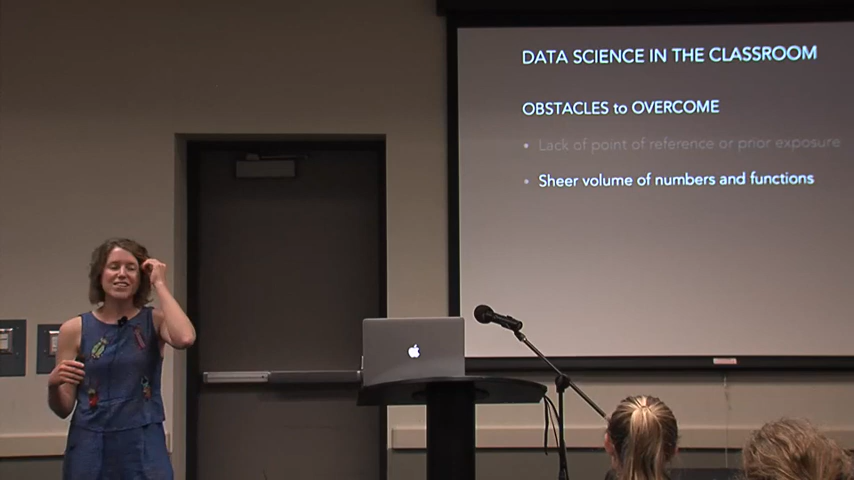 DATA SCIENCE IN THE CLASSROOM
OBSTACLES to OVERCOME
• Lack of point of reference or prior exposure
• Sheer volume of numbers and functions